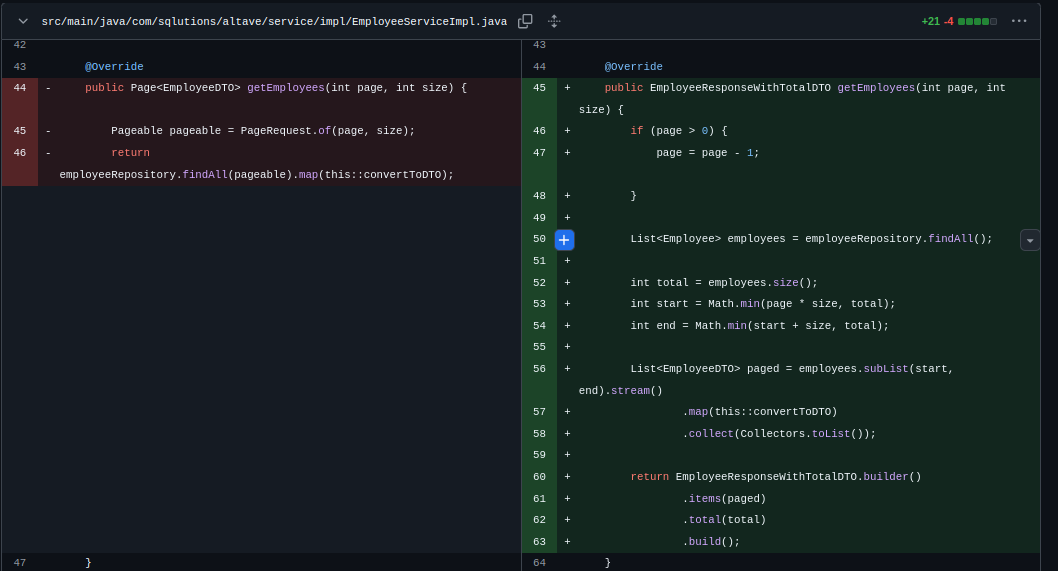 src/main/java/com/sqlutions/altave/service/impl/EmployeeServiceImpl.java +21 -4
42
43 @Override
44 - public Page<EmployeeDTO> getEmployees(int page, int size) {
45 - Pageable pageable = PageRequest.of(page, size);
46 - return
employeeRepository.findAll(pageable).map(this::convertToDTO);
47 }
43
44 @Override
45 + public EmployeeResponseWithTotalDTO getEmployees(int page, int
size) {
46 + if (page > 0) {
47 + page = page - 1;
48 + }
49 +
50 + List<Employee> employees = employeeRepository.findAll();
51 +
52 + int total = employees.size();
53 + int start = Math.min(page * size, total);
54 + int end = Math.min(start + size, total);
55 +
56 + List<EmployeeDTO> paged = employees.subList(start,
end).stream()
57 + .map(this::convertToDTO)
58 + .collect(Collectors.toList());
59 +
60 + return EmployeeResponseWithTotalDTO.builder()
61 + .items(paged)
62 + .total(total)
63 + .build();
64 }